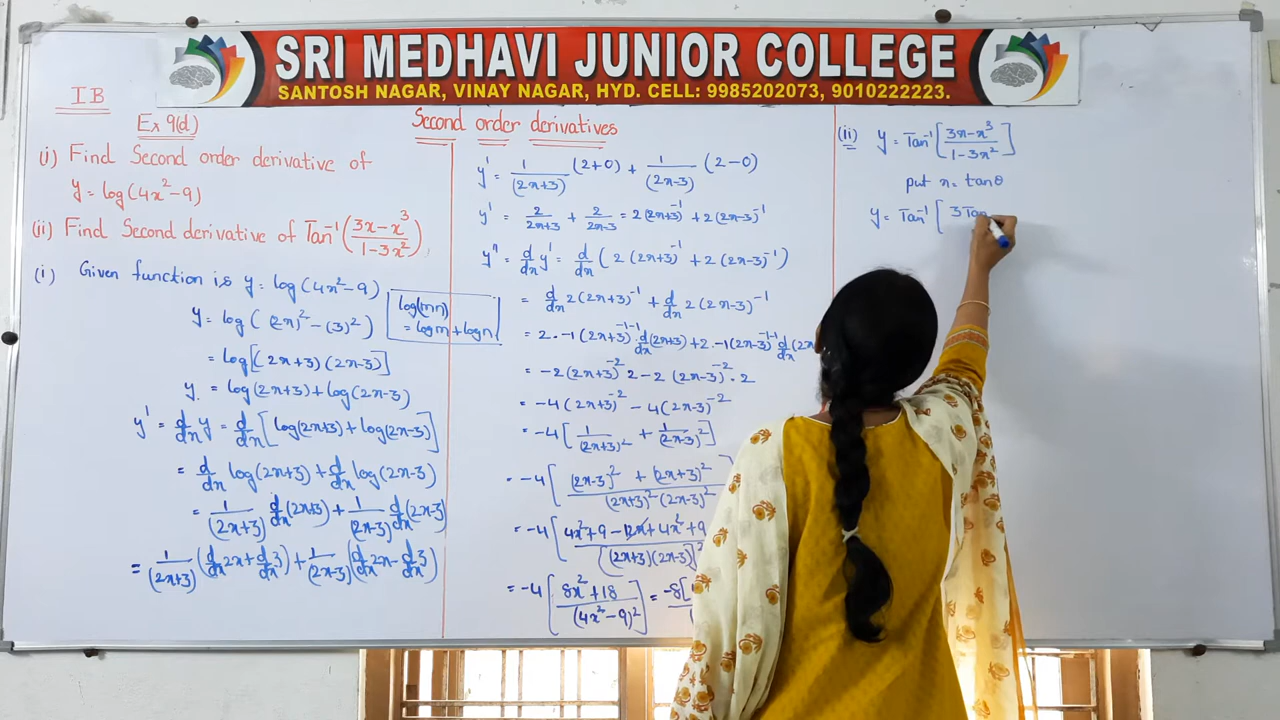 SRI MEDHAVI JUNIOR COLLEGE
SANTOSH NAGAR, VINAY NAGAR, HYD. CELL: 9985202073, 9010222223.
IB
Ex 9(d)
Second order derivatives
(i) Find Second order derivative of
y = log(4x²-9)
(ii) Find Second derivative of Tan⁻¹(3x-x³/1-3x²)
(i) Given function is y = log(4x²-9)
y = log((2x)²-(3)²)
= log[(2x+3)(2x-3)]
y = log(2x+3)+log(2x-3)
y' = d/dx y = d/dx [log(2x+3)+log(2x-3)]
= d/dx log(2x+3)+d/dx log(2x-3)
= 1/(2x+3) d/dx(2x+3)+1/(2x-3) d/dx(2x-3)
= 1/(2x+3) (d/dx 2x+d/dx 3)+1/(2x-3) (d/dx 2x-d/dx 3)
log(mn)
= logm+logn
y' = 1/(2x+3) (2+0) + 1/(2x-3) (2-0)
y' = 2/2x+3 + 2/2x-3 = 2(2x+3)⁻¹ + 2(2x-3)⁻¹
y'' = d/dx y' = d/dx (2(2x+3)⁻¹ + 2(2x-3)⁻¹)
= d/dx 2(2x+3)⁻¹ + d/dx 2(2x-3)⁻¹
= 2·-1(2x+3)⁻¹⁻¹·d/dx(2x+3)+2·-1(2x-3)⁻¹⁻¹ d/dx(2x
= -2(2x+3)⁻² 2-2(2x-3)⁻²·2
= -4(2x+3)⁻² - 4(2x-3)⁻²
= -4[1/(2x+3)² + 1/(2x-3)²]
= -4[(2x-3)² + (2x+3)²/(2x+3)²(2x-3)²
= -4[4x²+9-12x+4x²+9/((2x+3)(2x-3))²
= -4[8x²+18/(4x²-9)²] = -8[
(ii) y = Tan⁻¹[3x-x³/1-3x²]
put x = tanθ
y = Tan⁻¹[3Tan